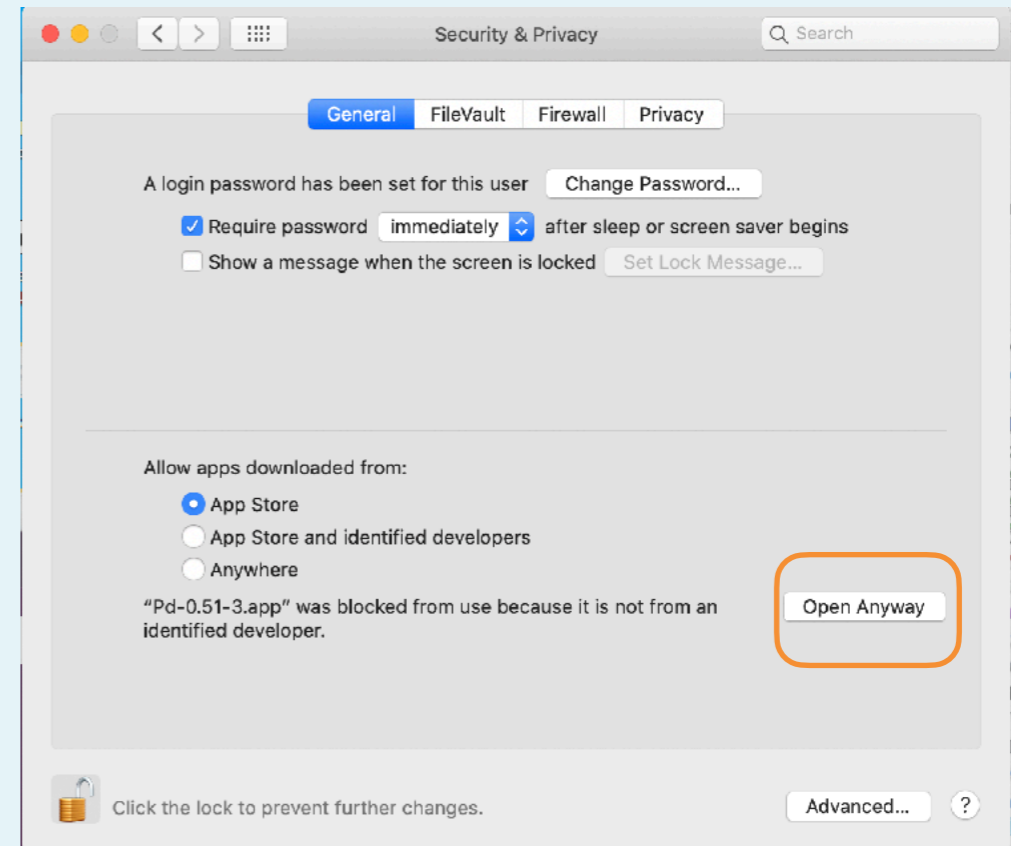 Security & Privacy
Search
General
FileVault
Firewall
Privacy
A login password has been set for this user
Change Password...
Require password
immediately
after sleep or screen saver begins
Show a message when the screen is locked
Set Lock Message...
Allow apps downloaded from:
App Store
App Store and identified developers
Anywhere
“Pd-0.51-3.app” was blocked from use because it is not from an
identified developer.
Open Anyway
Click the lock to prevent further changes.
Advanced...
?